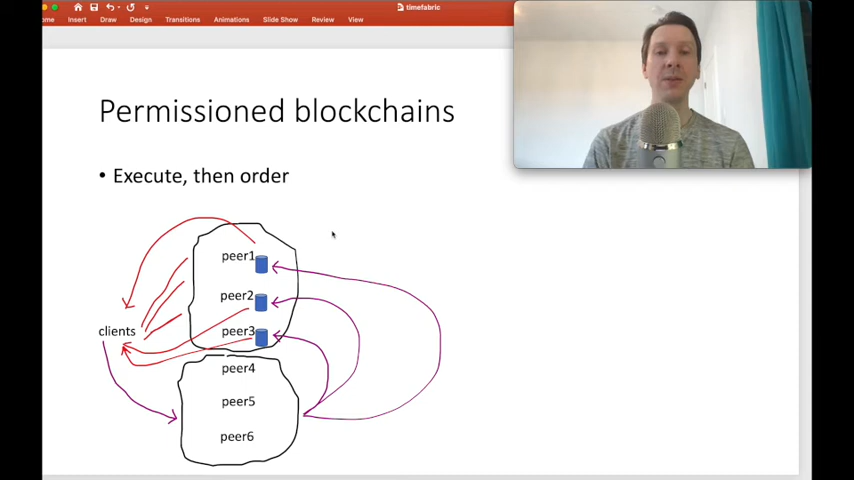 timefabric
ome Insert Draw Design Transitions Animations Slide Show Review View
Permissioned blockchains
• Execute, then order
peer1
peer2
clients
peer3
peer4
peer5
peer6